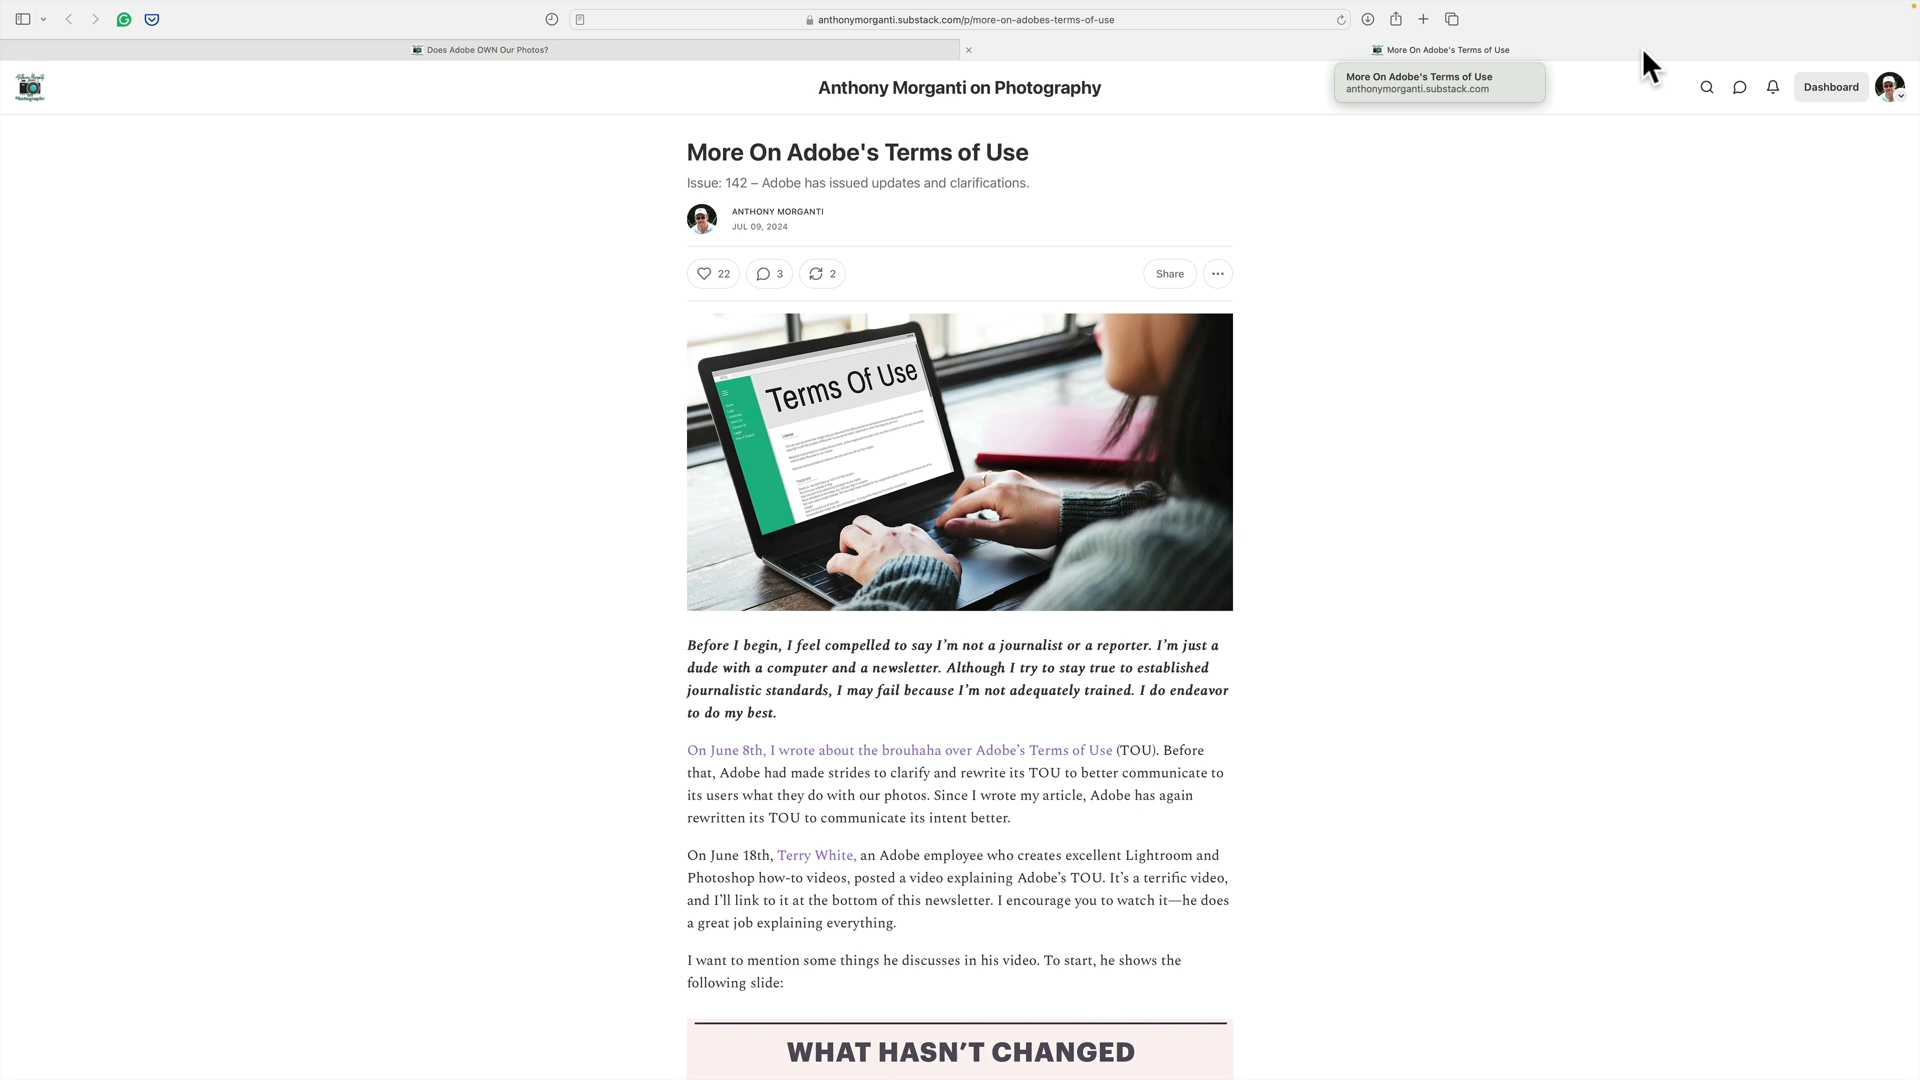 anthonymorganti.substack.com/p/more-on-adobes-terms-of-use
Does Adobe OWN Our Photos?
More On Adobe's Terms of Use
More On Adobe's Terms of Use
anthonymorganti.substack.com
Anthony Morganti on Photography
Dashboard
More On Adobe's Terms of Use
Issue: 142 – Adobe has issued updates and clarifications.
ANTHONY MORGANTI
JUL 09, 2024
22
3
2
Share
Terms Of Use
Before I begin, I feel compelled to say I’m not a journalist or a reporter. I’m just a
dude with a computer and a newsletter. Although I try to stay true to established
journalistic standards, I may fail because I’m not adequately trained. I do endeavor
to do my best.
On June 8th, I wrote about the brouhaha over Adobe’s Terms of Use (TOU). Before
that, Adobe had made strides to clarify and rewrite its TOU to better communicate to
its users what they do with our photos. Since I wrote my article, Adobe has again
rewritten its TOU to communicate its intent better.
On June 18th, Terry White, an Adobe employee who creates excellent Lightroom and
Photoshop how-to videos, posted a video explaining Adobe’s TOU. It’s a terrific video,
and I’ll link to it at the bottom of this newsletter. I encourage you to watch it—he does
a great job explaining everything.
I want to mention some things he discusses in his video. To start, he shows the
following slide:
WHAT HASN’T CHANGED